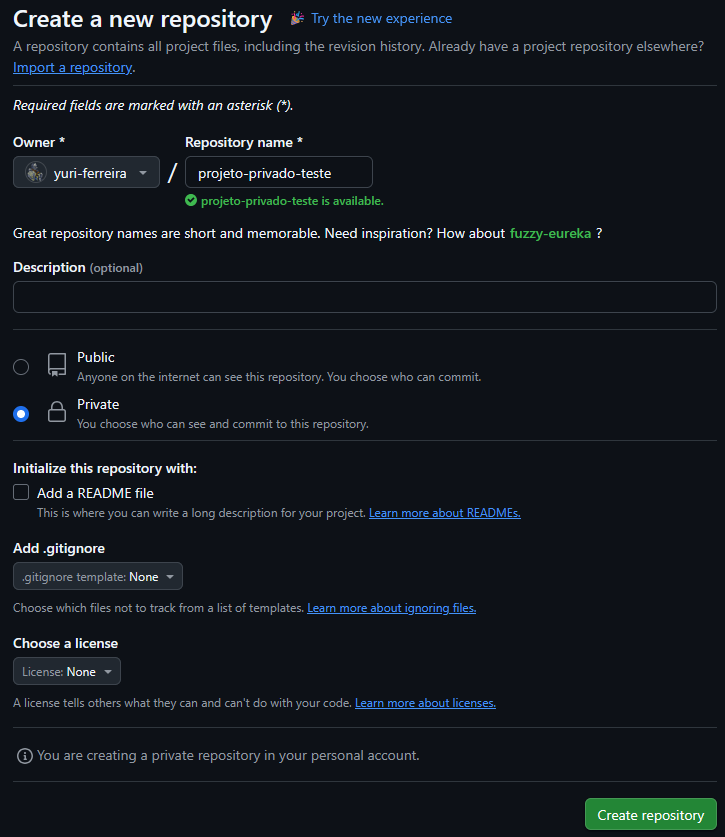 Create a new repository Try the new experience
A repository contains all project files, including the revision history. Already have a project repository elsewhere?
Import a repository.
Required fields are marked with an asterisk (*).
Owner * Repository name *
yuri-ferreira / projeto-privado-teste
projeto-privado-teste is available.
Great repository names are short and memorable. Need inspiration? How about fuzzy-eureka ?
Description (optional)
Public
Anyone on the internet can see this repository. You choose who can commit.
Private
You choose who can see and commit to this repository.
Initialize this repository with:
Add a README file
This is where you can write a long description for your project. Learn more about READMEs.
Add .gitignore
.gitignore template: None
Choose which files not to track from a list of templates. Learn more about ignoring files.
Choose a license
License: None
A license tells others what they can and can't do with your code. Learn more about licenses.
You are creating a private repository in your personal account.
Create repository